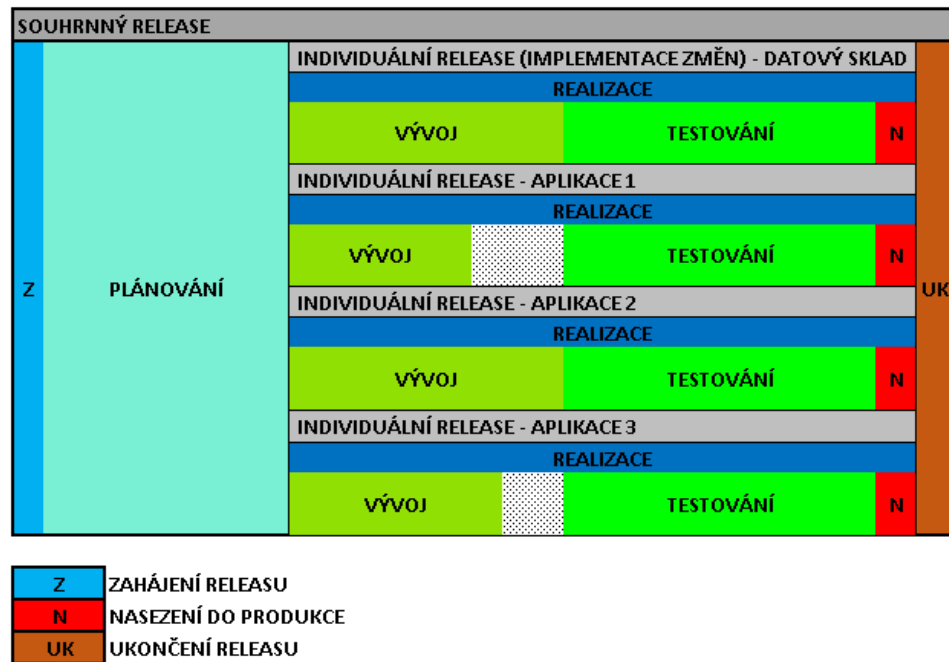 SOUHRNNÝ RELEASE
INDIVIDUÁLNÍ RELEASE (IMPLEMENTACE ZMĚN) - DATOVÝ SKLAD
REALIZACE
VÝVOJ TESTOVÁNÍ N
INDIVIDUÁLNÍ RELEASE - APLIKACE 1
REALIZACE
VÝVOJ TESTOVÁNÍ N
Z PLÁNOVÁNÍ UK
INDIVIDUÁLNÍ RELEASE - APLIKACE 2
REALIZACE
VÝVOJ TESTOVÁNÍ N
INDIVIDUÁLNÍ RELEASE - APLIKACE 3
REALIZACE
VÝVOJ TESTOVÁNÍ N
Z ZAHÁJENÍ RELEASU
N NASEZENÍ DO PRODUKCE
UK UKONČENÍ RELEASU